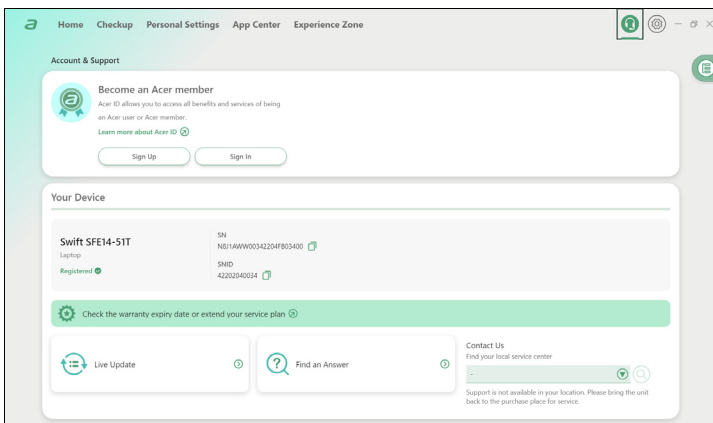 Home Checkup Personal Settings App Center Experience Zone
Account & Support
Become an Acer member
Acer ID allows you to access all benefits and services of being
an Acer user or Acer member.
Learn more about Acer ID
Sign Up Sign In
Your Device
Swift SFE14-51T
Laptop
Registered
SN
N8J1AWW00342204FB03400
SNID
42202040034
Check the warranty expiry date or extend your service plan
Live Update
Find an Answer
Contact Us
Find your local service center
-
Support is not available in your location. Please bring the unit
back to the purchase place for service.